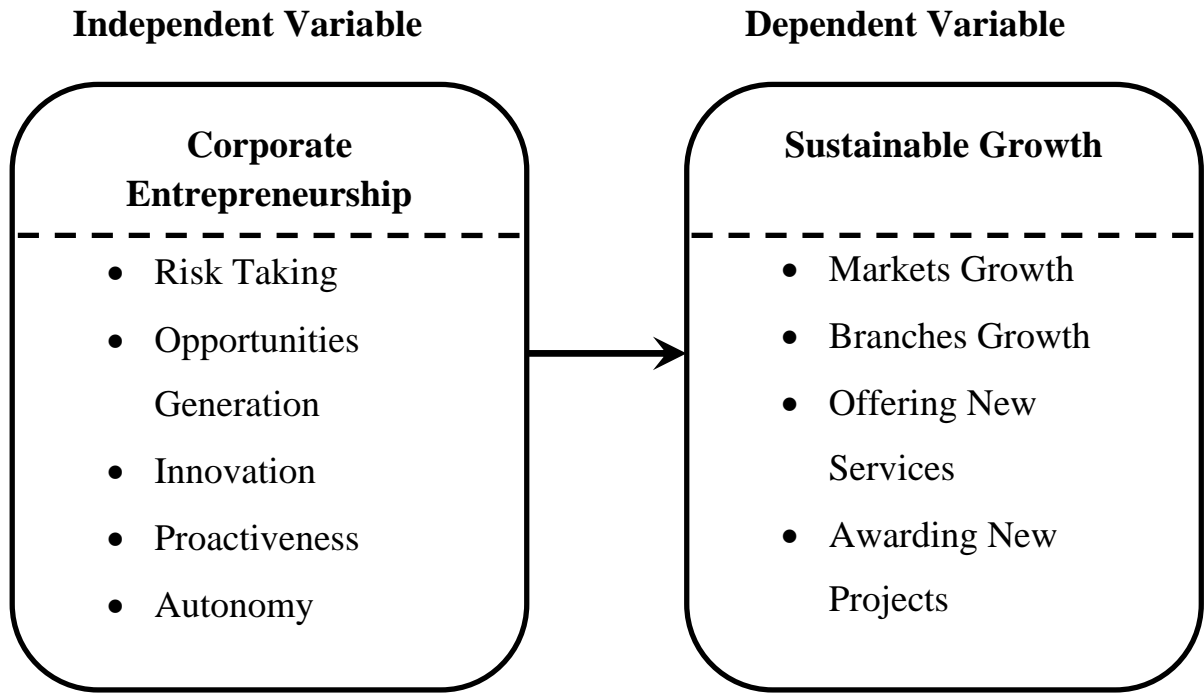 Independent Variable
Dependent Variable
Corporate
Entrepreneurship
• Risk Taking
• Opportunities
Generation
• Innovation
• Proactiveness
• Autonomy
Sustainable Growth
• Markets Growth
• Branches Growth
• Offering New
Services
• Awarding New
Projects